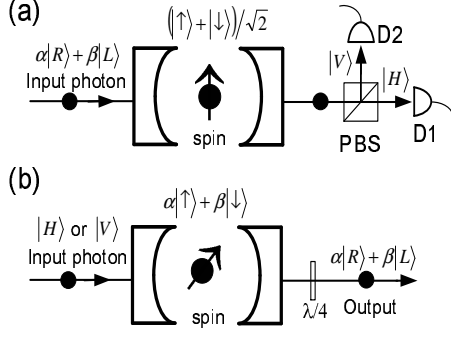 (a)
(|↑⟩+|↓⟩)/√2
D2
α|R⟩+β|L⟩
|V⟩
|H⟩
Input photon
spin
PBS
D1
(b)
α|↑⟩+β|↓⟩
|H⟩ or |V⟩
α|R⟩+β|L⟩
Input photon
λ/4
Output
spin